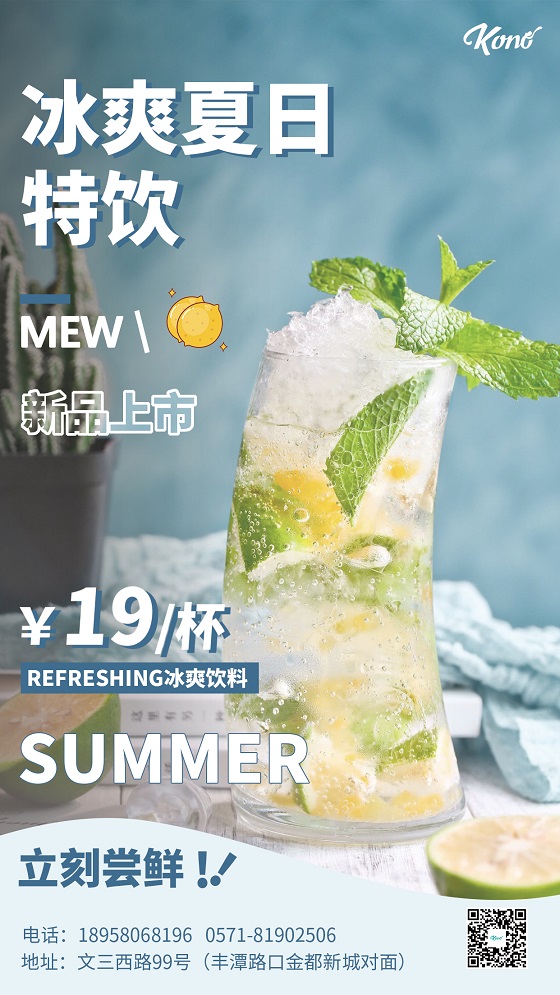 Kono
冰爽夏日
特饮
MEW \
新品上市
¥19/杯
REFRESHING冰爽饮料
SUMMER
立刻尝鲜!!
电话：18958068196 0571-81902506
地址：文三西路99号（丰潭路口金都新城对面）